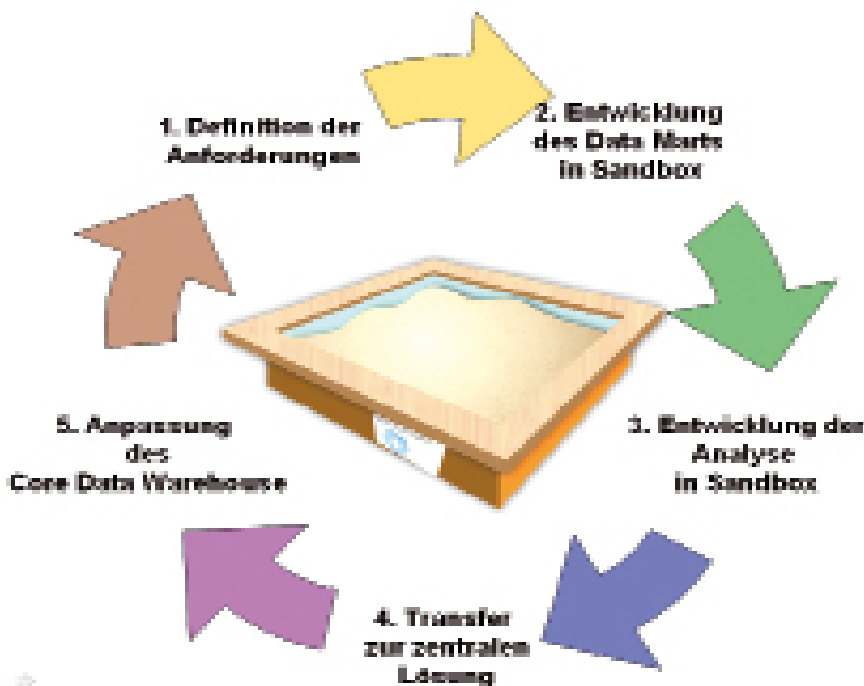 1. Definition der
Anforderungen
2. Entwicklung
des Data Marts
in Sandbox
3. Entwicklung der
Analyse
in Sandbox
4. Transfer
zur zentralen
Lösung
5. Anpassung
des
Core Data Warehouse